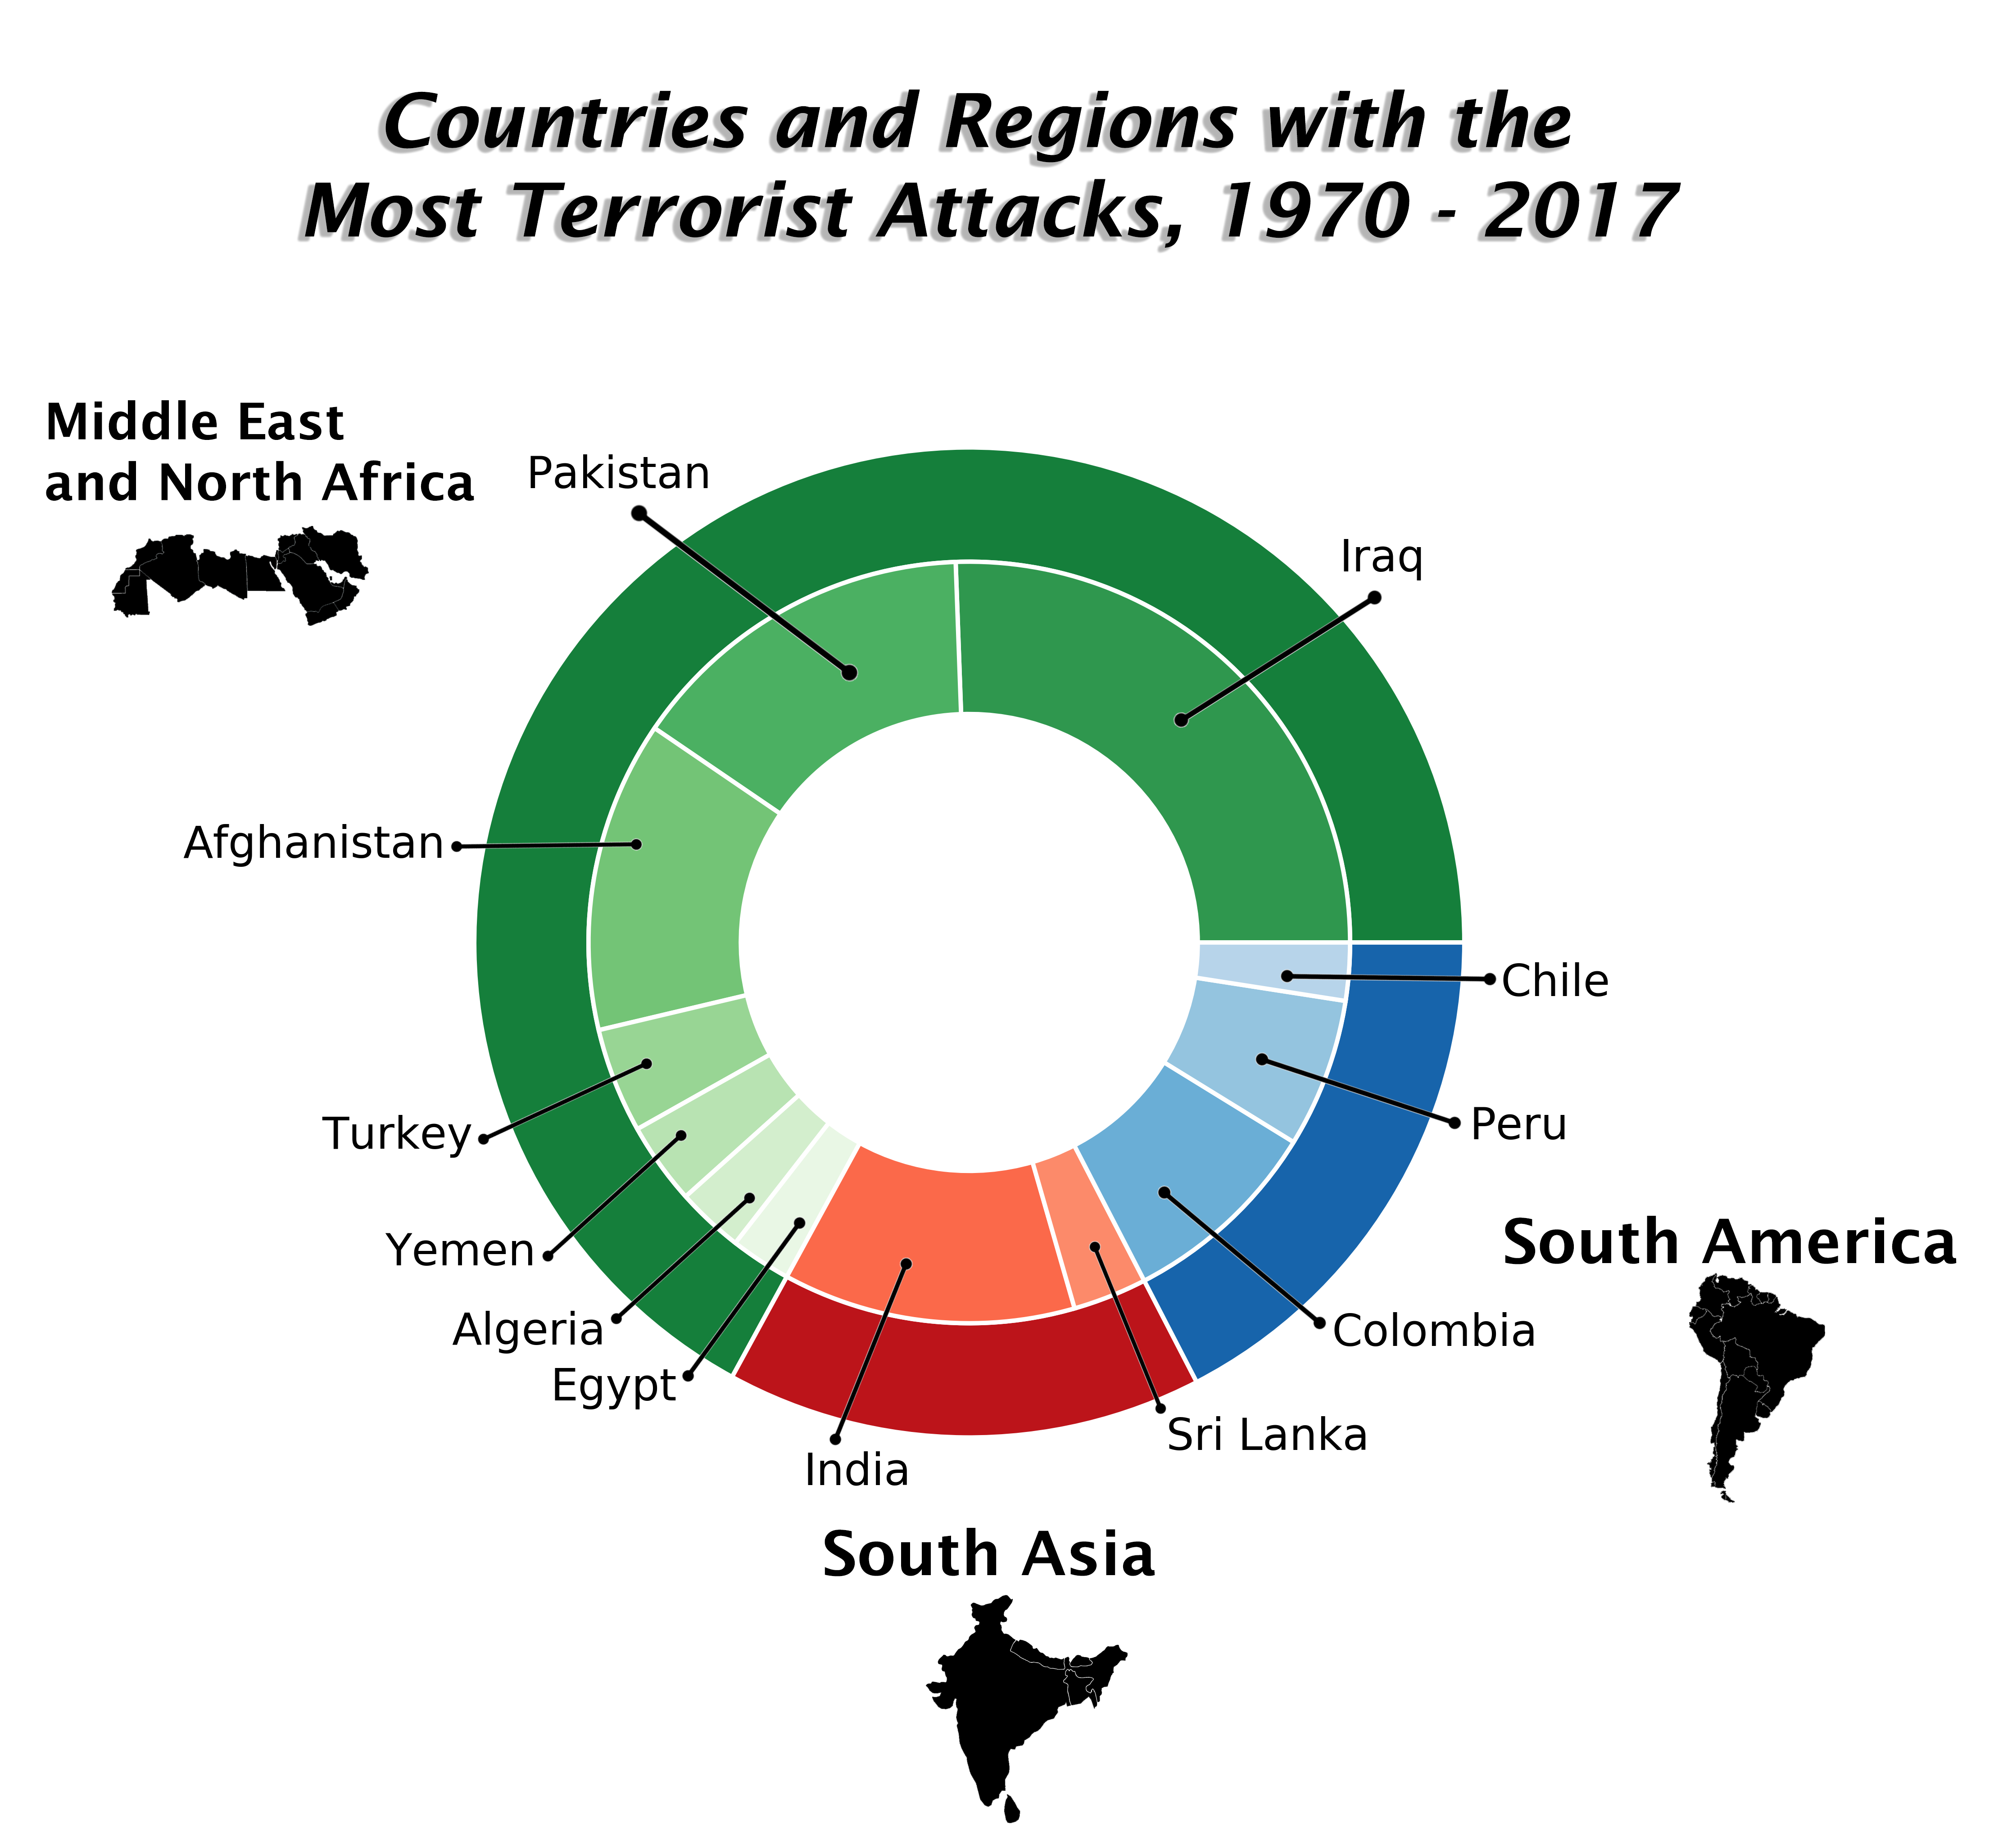 Countries and Regions with the
Most Terrorist Attacks, 1970 - 2017
Middle East
and North Africa
Pakistan
Iraq
Afghanistan
Chile
Turkey
Peru
Yemen
South America
Algeria
Colombia
Egypt
Sri Lanka
India
South Asia